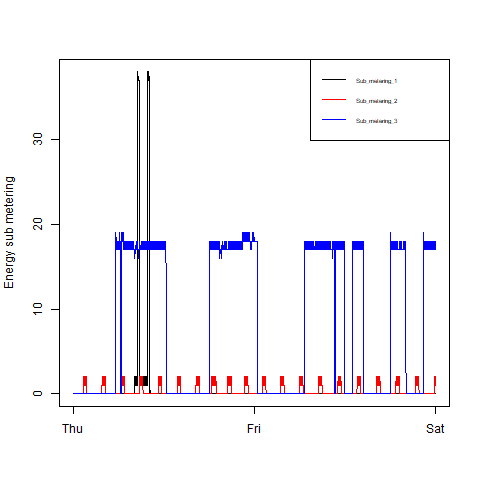 Sub_metering_1
Sub_metering_2
Sub_metering_3
30
20
10
0
Energy sub metering
Thu Fri Sat